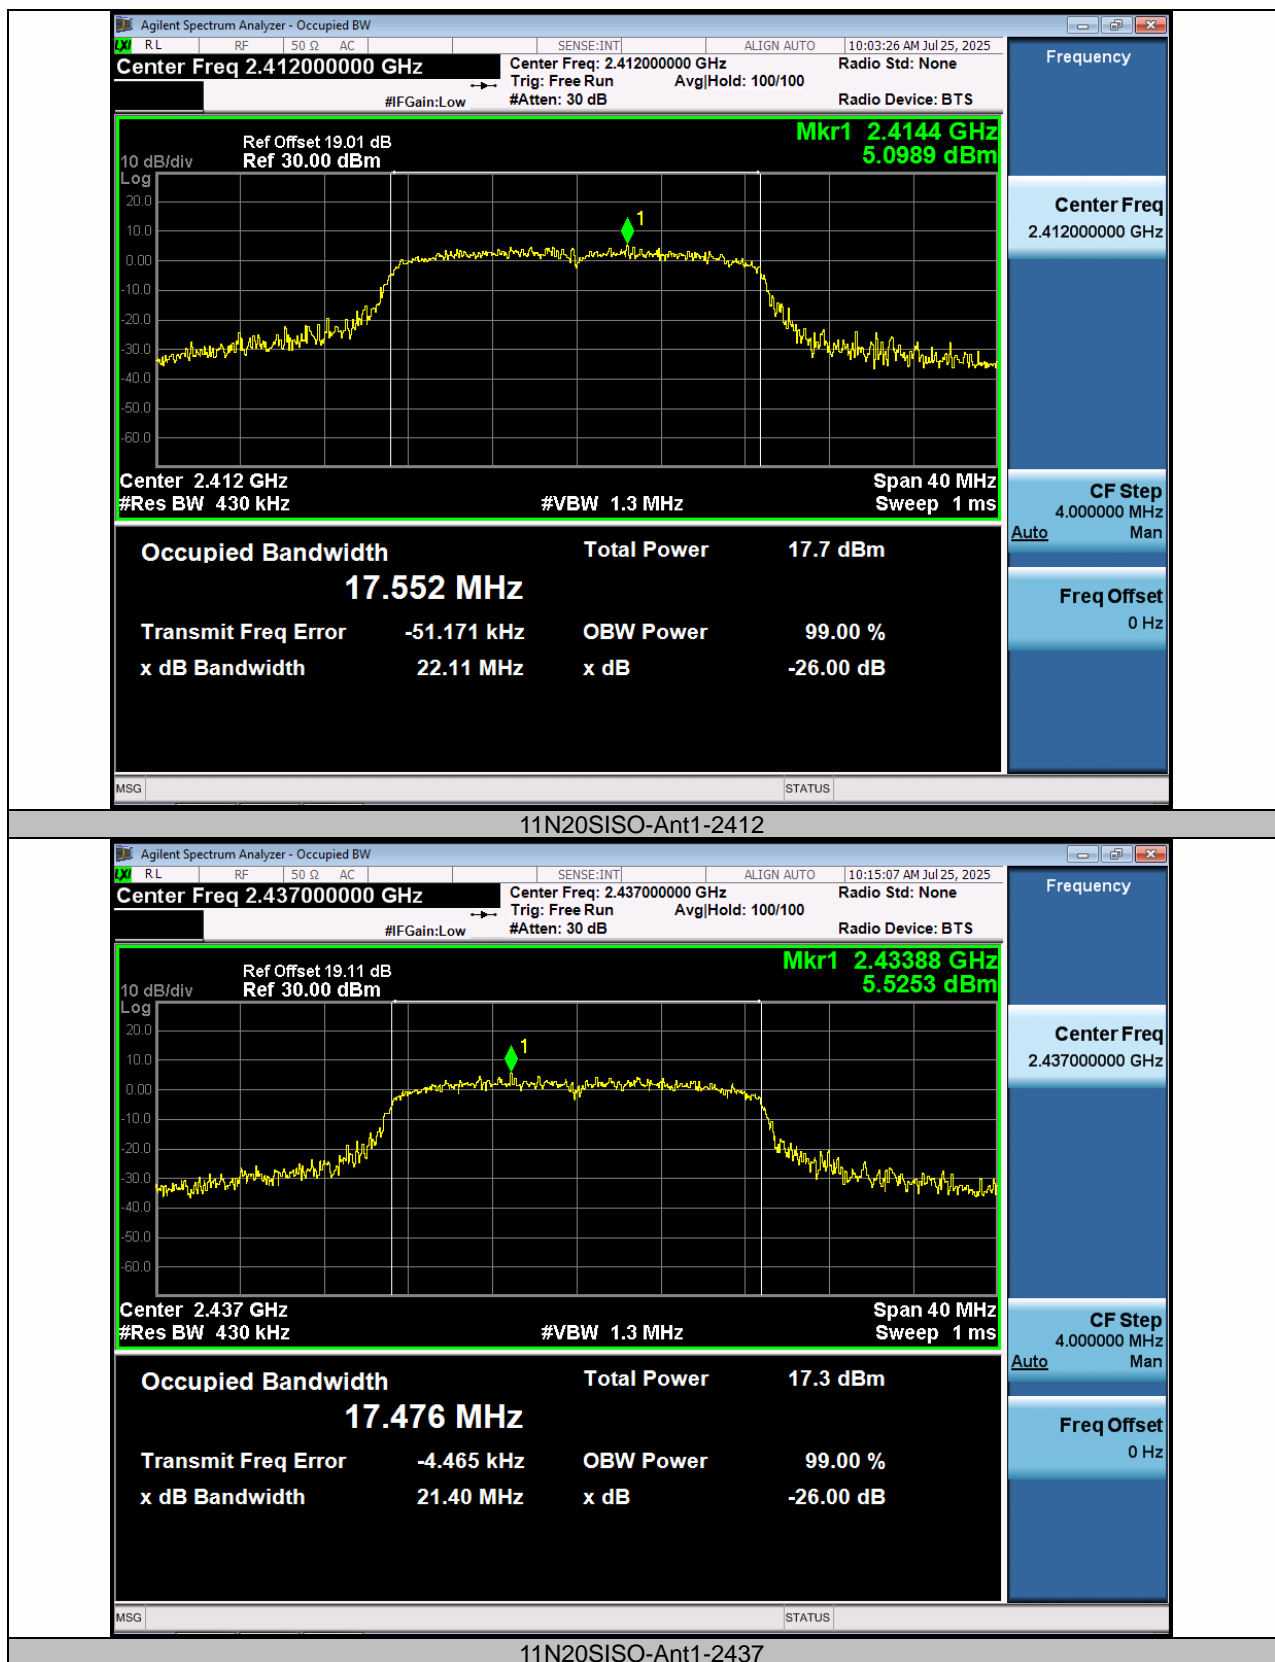 Agilent Spectrum Analyzer - Occupied BW
LXI RL RF 50 Ω AC SENSE:INT ALIGN AUTO 10:03:26 AM Jul 25, 2025
Center Freq 2.412000000 GHz Center Freq: 2.412000000 GHz Radio Std: None Frequency
Trig: Free Run Avg|Hold: 100/100
#IFGain:Low #Atten: 30 dB Radio Device: BTS
Mkr1 2.4144 GHz
5.0989 dBm
Ref Offset 19.01 dB
10 dB/div Ref 30.00 dBm
Log
20.0
10.0
0.00
-10.0
-20.0
-30.0
-40.0
-50.0
-60.0
1
Center Freq
2.412000000 GHz
Center 2.412 GHz Span 40 MHz
#Res BW 430 kHz #VBW 1.3 MHz Sweep 1 ms
CF Step
4.000000 MHz
Auto Man
Occupied Bandwidth Total Power 17.7 dBm
17.552 MHz
Transmit Freq Error -51.171 kHz OBW Power 99.00 %
x dB Bandwidth 22.11 MHz x dB -26.00 dB
Freq Offset
0 Hz
MSG STATUS
11N20SISO-Ant1-2412
Agilent Spectrum Analyzer - Occupied BW
LXI RL RF 50 Ω AC SENSE:INT ALIGN AUTO 10:15:07 AM Jul 25, 2025
Center Freq 2.437000000 GHz Center Freq: 2.437000000 GHz Radio Std: None Frequency
Trig: Free Run Avg|Hold: 100/100
#IFGain:Low #Atten: 30 dB Radio Device: BTS
Mkr1 2.43388 GHz
5.5253 dBm
Ref Offset 19.11 dB
10 dB/div Ref 30.00 dBm
Log
20.0
10.0
0.00
-10.0
-20.0
-30.0
-40.0
-50.0
-60.0
1
Center Freq
2.437000000 GHz
Center 2.437 GHz Span 40 MHz
#Res BW 430 kHz #VBW 1.3 MHz Sweep 1 ms
CF Step
4.000000 MHz
Auto Man
Occupied Bandwidth Total Power 17.3 dBm
17.476 MHz
Transmit Freq Error -4.465 kHz OBW Power 99.00 %
x dB Bandwidth 21.40 MHz x dB -26.00 dB
Freq Offset
0 Hz
MSG STATUS
11N20SISO-Ant1-2437